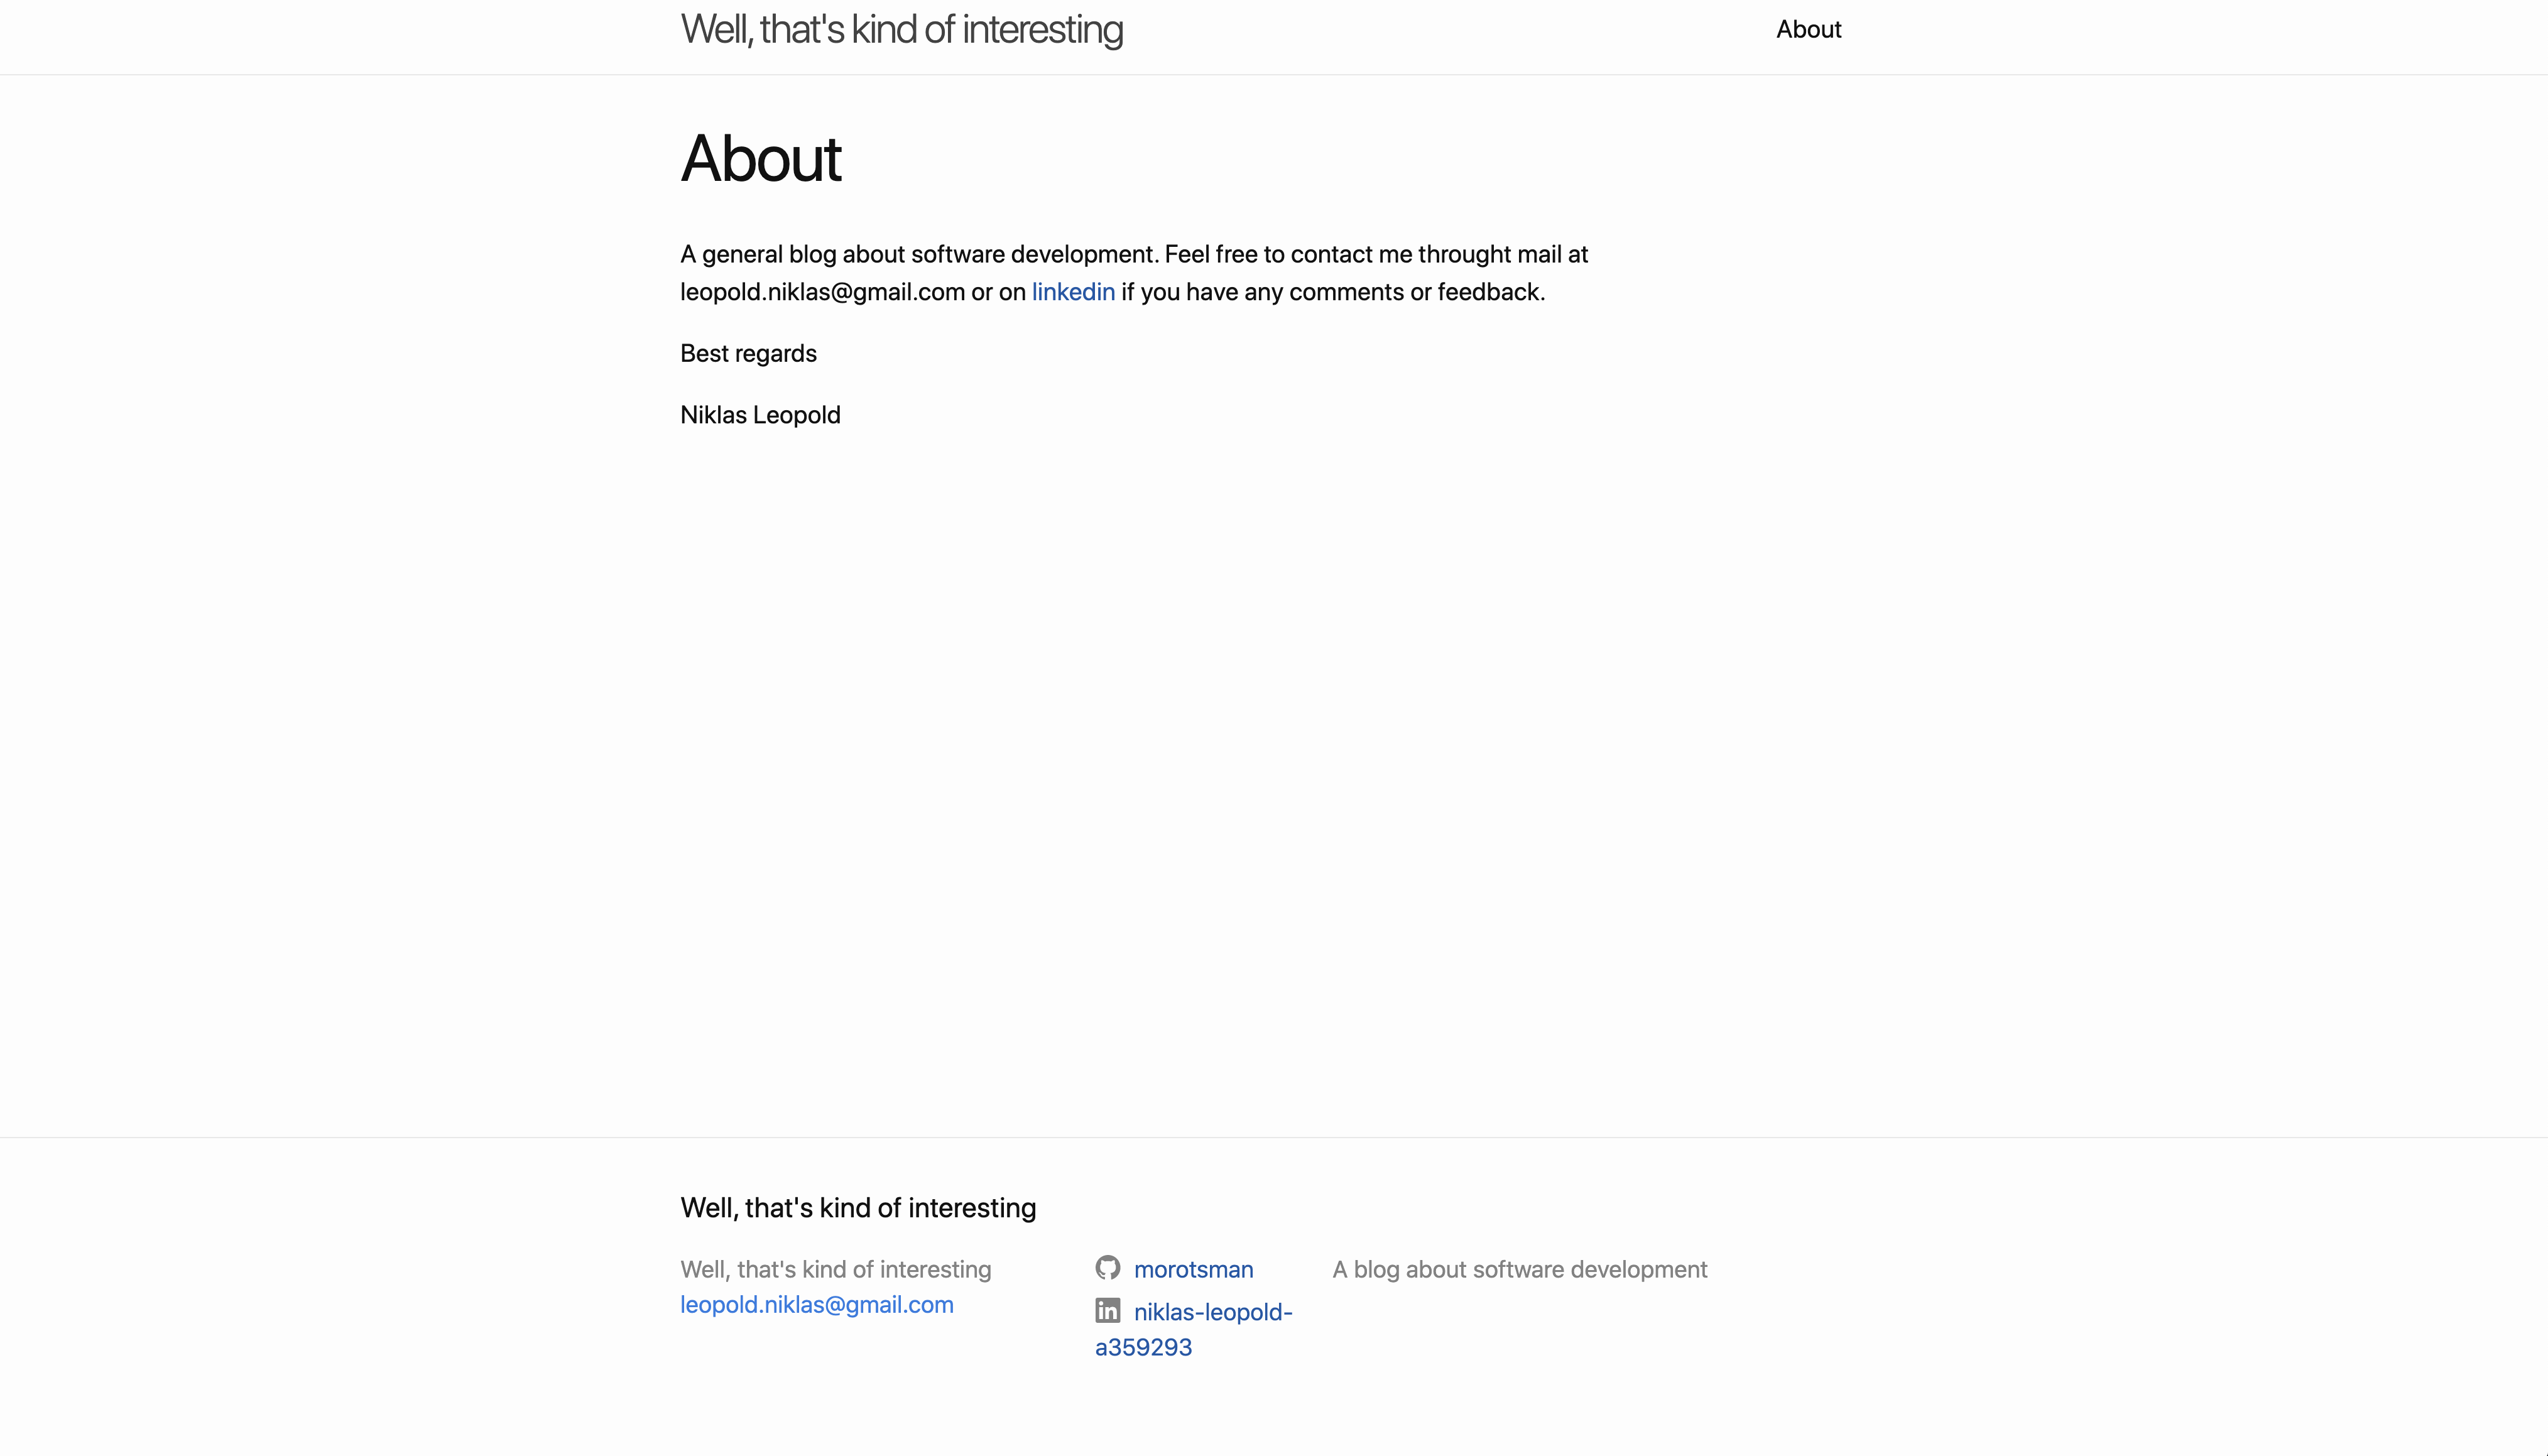 Well, that's kind of interesting
About
About
A general blog about software development. Feel free to contact me throught mail at
leopold.niklas@gmail.com or on linkedin if you have any comments or feedback.
Best regards
Niklas Leopold
Well, that's kind of interesting
Well, that's kind of interesting
leopold.niklas@gmail.com
morotsman
niklas-leopold-
a359293
A blog about software development